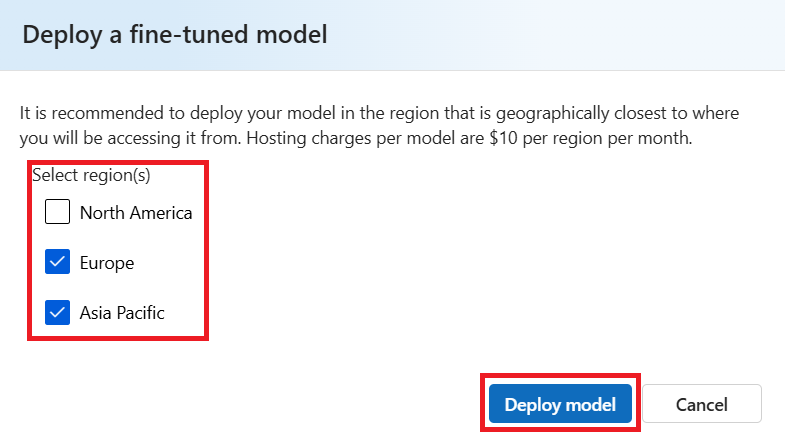 Deploy a fine-tuned model
It is recommended to deploy your model in the region that is geographically closest to where
you will be accessing it from. Hosting charges per model are $10 per region per month.
Select region(s)
North America
Europe
Asia Pacific
Deploy model
Cancel